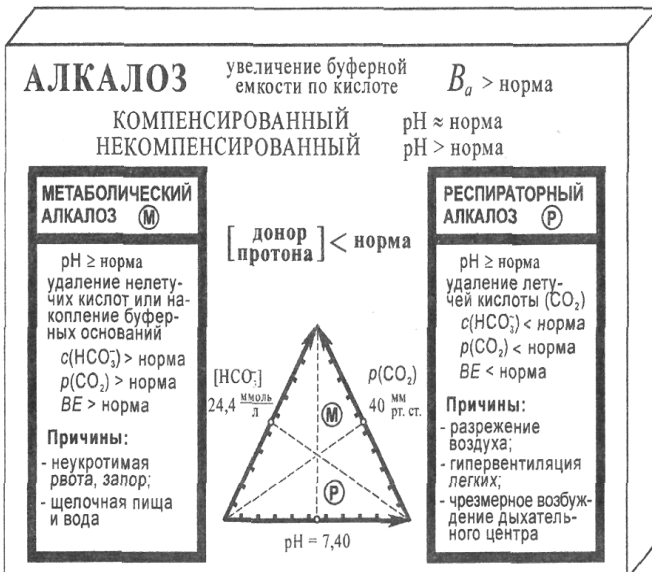 АЛКАЛОЗ
увеличение буферной
емкости по кислоте
Bₐ > норма
КОМПЕНСИРОВАННЫЙ pH ≈ норма
НЕКОМПЕНСИРОВАННЫЙ pH > норма
МЕТАБОЛИЧЕСКИЙ
АЛКАЛОЗ М
pH ≥ норма
удаление нелету-
чих кислот или на-
копление буфер-
ных оснований
c(HCO₃⁻) > норма
p(CO₂) > норма
BE > норма
Причины:
- неукротимая
рвота, запор;
- щелочная пища
и вода
[донор
протона] < норма
[HCO₃⁻]
24,4 ммоль/л
p(CO₂)
40 мм
рт. ст.
М
Р
pH = 7,40
РЕСПИРАТОРНЫЙ
АЛКАЛОЗ Р
pH ≥ норма
удаление лету-
чей кислоты (CO₂)
c(HCO₃⁻) < норма
p(CO₂) < норма
BE < норма
Причины:
- разрежение
воздуха;
- гипервентиляция
легких;
- чрезмерное возбуж-
дение дыхатель-
ного центра